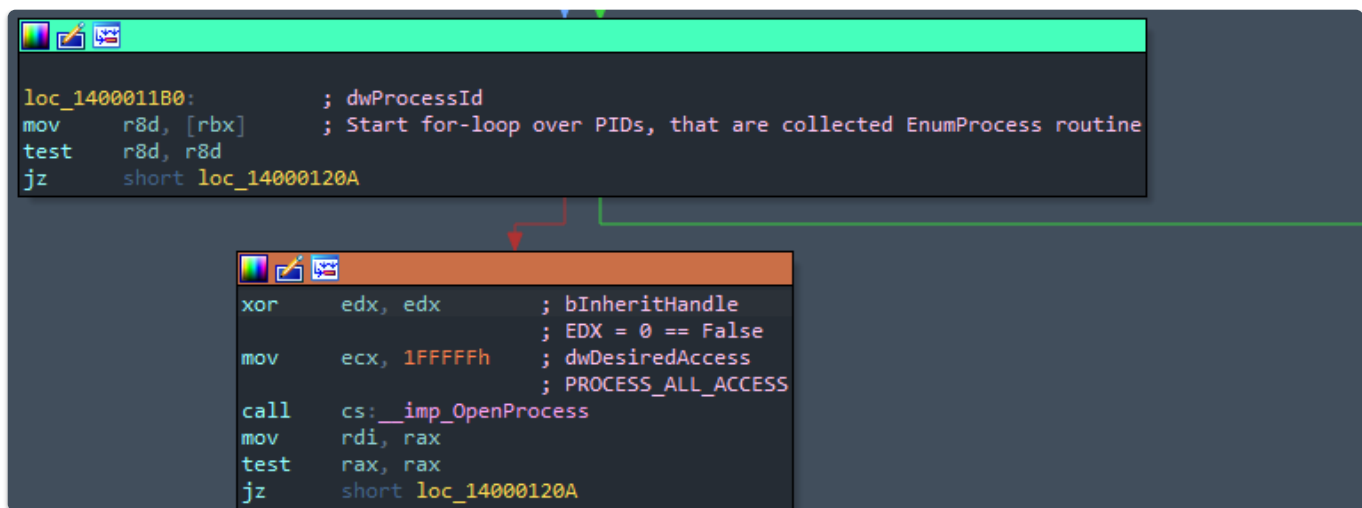 loc_1400011B0: ; dwProcessId
mov r8d, [rbx] ; Start for-loop over PIDs, that are collected EnumProcess routine
test r8d, r8d
jz short loc_14000120A
xor edx, edx ; bInheritHandle
; EDX = 0 == False
mov ecx, 1FFFFFh ; dwDesiredAccess
; PROCESS_ALL_ACCESS
call cs:__imp_OpenProcess
mov rdi, rax
test rax, rax
jz short loc_14000120A